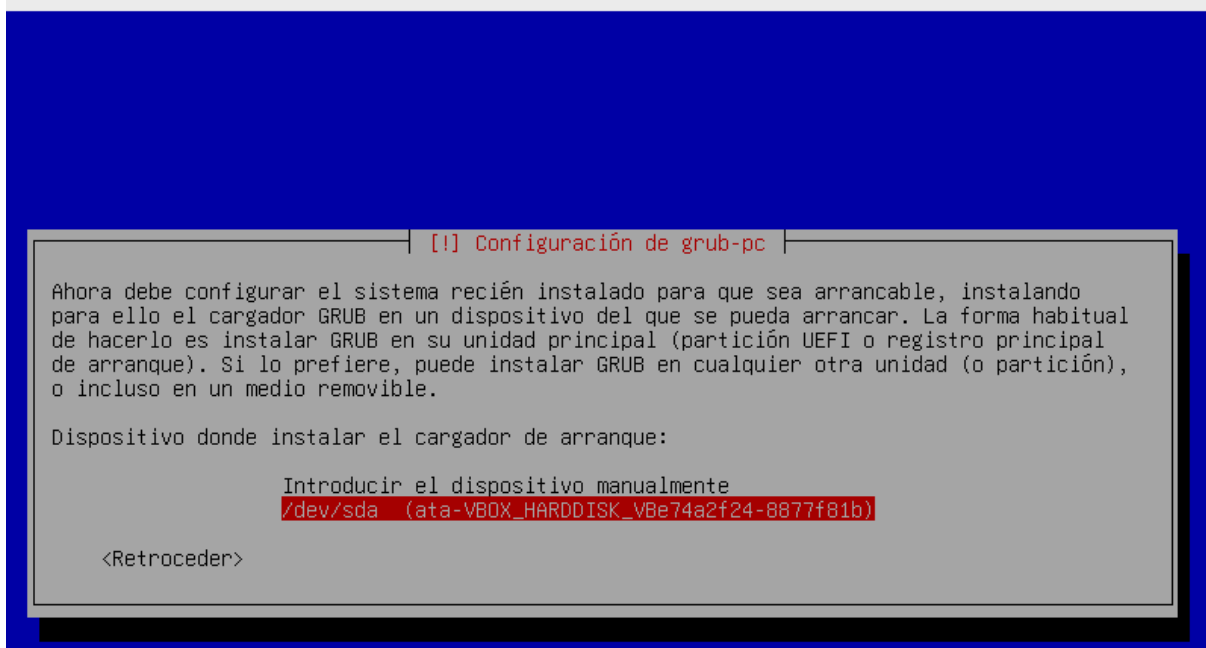 [!] Configuración de grub-pc
Ahora debe configurar el sistema recién instalado para que sea arrancable, instalando
para ello el cargador GRUB en un dispositivo del que se pueda arrancar. La forma habitual
de hacerlo es instalar GRUB en su unidad principal (partición UEFI o registro principal
de arranque). Si lo prefiere, puede instalar GRUB en cualquier otra unidad (o partición),
o incluso en un medio removible.
Dispositivo donde instalar el cargador de arranque:
Introducir el dispositivo manualmente
/dev/sda (ata-VBOX_HARDDISK_VBe74a2f24-8877f81b)
<Retroceder>